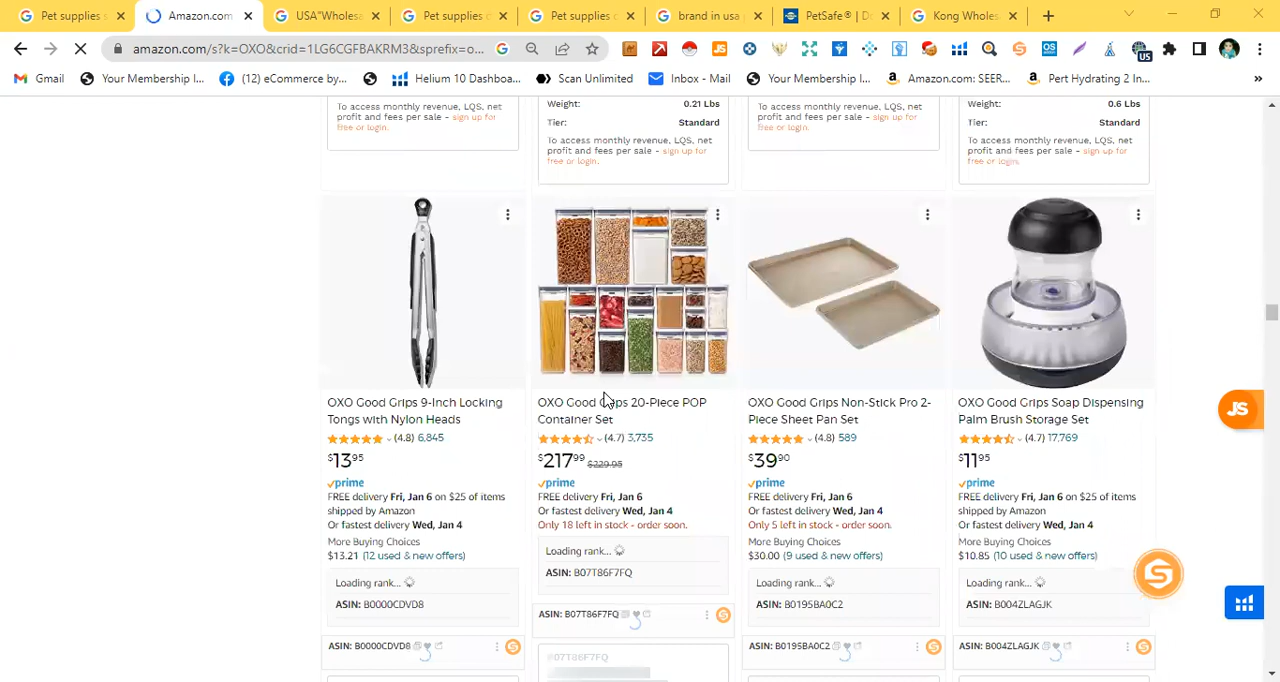 Pet supplies
Amazon.com
USA"Wholes
Pet supplies
Pet supplies
brand in usa
PetSafe® | D
Kong Wholes
amazon.com/s?k=OXO&crid=1LG6CGFBAKRM3&sprefix=o...
US
Gmail
Your Membership I...
(12) eCommerce by...
Helium 10 Dashboa...
Scan Unlimited
Inbox - Mail
Your Membership I...
Amazon.com: SEER...
Pert Hydrating 2 In...
»
To access monthly revenue, LQS, net
profit and fees per sale - sign up for
free or login.
Weight: 0.21 Lbs
Tier: Standard
To access monthly revenue, LQS, net
profit and fees per sale - sign up for
free or login.
To access monthly revenue, LQS, net
profit and fees per sale - sign up for
free or login.
Weight: 0.6 Lbs
Tier: Standard
To access monthly revenue, LQS, net
profit and fees per sale - sign up for
free or login.
OXO Good Grips 9-Inch Locking
Tongs with Nylon Heads
(4.8) 6,845
$13.95
prime
FREE delivery Fri, Jan 6 on $25 of items
shipped by Amazon
Or fastest delivery Wed, Jan 4
More Buying Choices
$13.21 (12 used & new offers)
Loading rank...
ASIN: B0000CDVD8
ASIN: B0000CDVD8
OXO Good Grips 20-Piece POP
Container Set
(4.7) 3,735
$217.99 $229.95
prime
FREE delivery Fri, Jan 6
Or fastest delivery Wed, Jan 4
Only 18 left in stock - order soon.
Loading rank...
ASIN: B07T86F7FQ
ASIN: B07T86F7FQ
B07T86F7FQ
OXO Good Grips Non-Stick Pro 2-
Piece Sheet Pan Set
(4.8) 589
$39.90
prime
FREE delivery Fri, Jan 6
Or fastest delivery Wed, Jan 4
Only 5 left in stock - order soon.
More Buying Choices
$30.00 (9 used & new offers)
Loading rank...
ASIN: B0195BA0C2
ASIN: B0195BA0C2
OXO Good Grips Soap Dispensing
Palm Brush Storage Set
(4.7) 17,769
$11.95
prime
FREE delivery Fri, Jan 6 on $25 of items
shipped by Amazon
Or fastest delivery Wed, Jan 4
More Buying Choices
$10.85 (10 used & new offers)
Loading rank...
ASIN: B004ZLAGJK
ASIN: B004ZLAGJK
JS